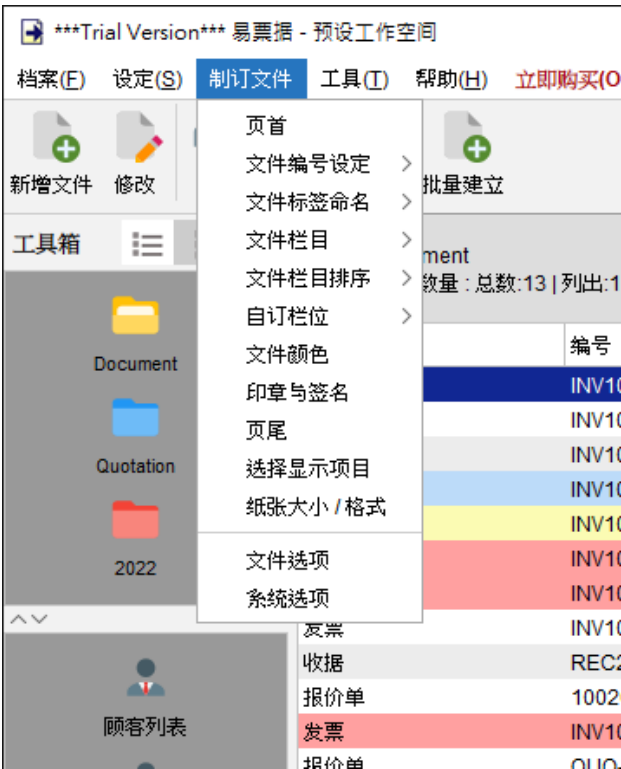 ***Trial Version*** 易票据 - 预设工作空间
档案(F) 设定(S) 制订文件 工具(T) 帮助(H) 立即购买(O
新增文件 修改 批量建立
页首
文件编号设定
文件标签命名
文件栏目
文件栏目排序
自订栏位
文件颜色
印章与签名
页尾
选择显示项目
纸张大小 / 格式
文件选项
系统选项
工具箱
Document
Quotation
2022
顾客列表
ment
数量 : 总数:13 | 列出:1
编号
INV10
INV10
INV10
INV10
INV10
INV10
INV10
发票 INV10
收据 REC2
报价单 1002
发票 INV10
报价单 QUO-